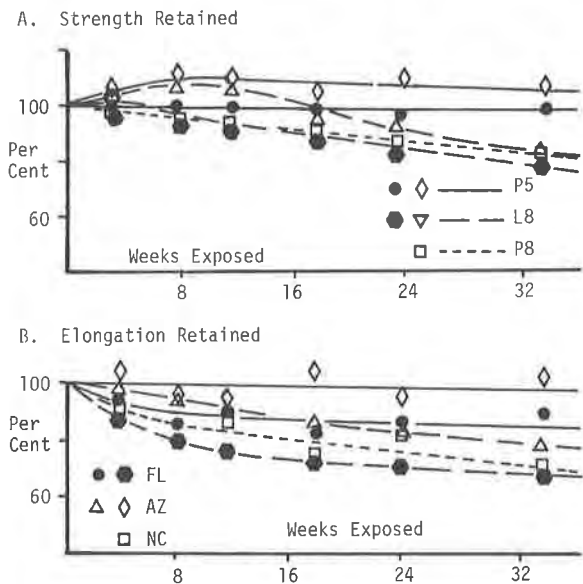 A. Strength Retained
100
Per
Cent
60
P5
L8
P8
Weeks Exposed
8
16
24
32
B. Elongation Retained
100
Per
Cent
60
FL
AZ
NC
Weeks Exposed
8
16
24
32